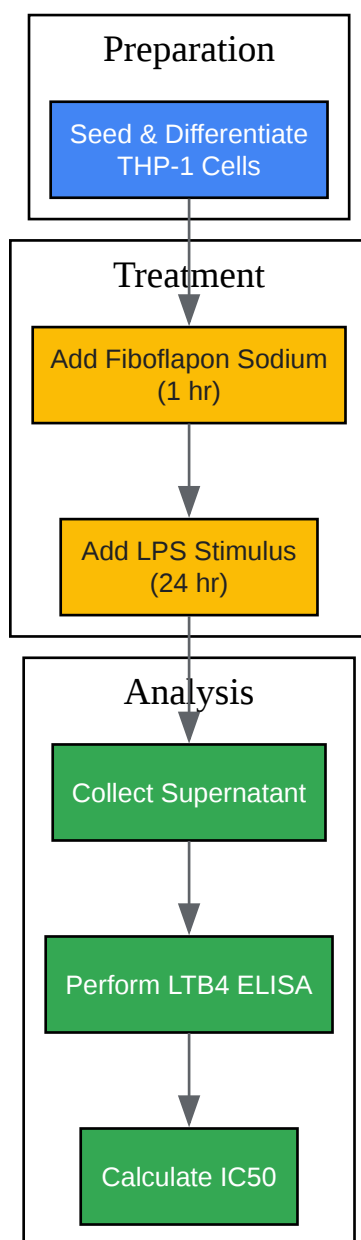 Preparation
Seed & Differentiate
THP-1 Cells
Treatment
Add Fiboflapon Sodium
(1 hr)
Add LPS Stimulus
(24 hr)
Analysis
Collect Supernatant
Perform LTB4 ELISA
Calculate IC50